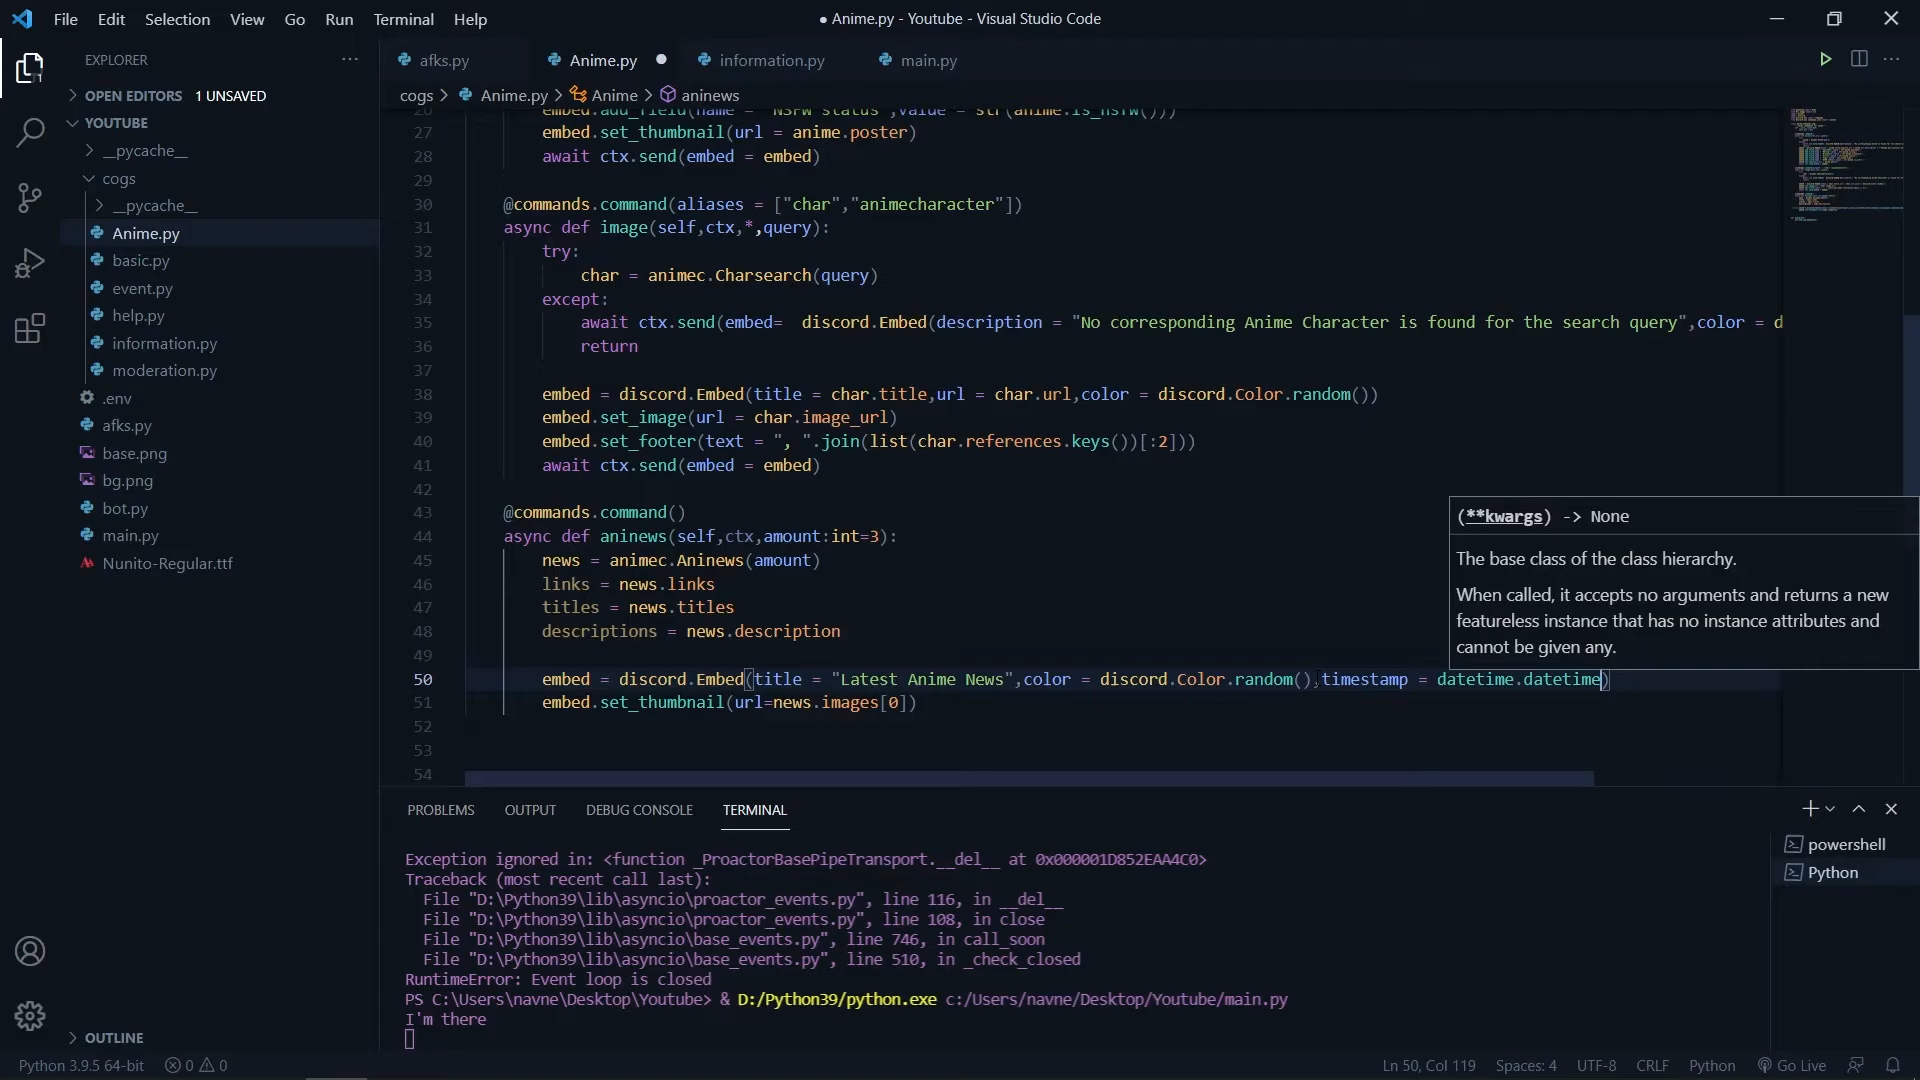 File Edit Selection View Go Run Terminal Help
● Anime.py - Youtube - Visual Studio Code
EXPLORER
OPEN EDITORS 1 UNSAVED
YOUTUBE
__pycache__
cogs
__pycache__
Anime.py
basic.py
event.py
help.py
information.py
moderation.py
.env
afks.py
base.png
bg.png
bot.py
main.py
Nunito-Regular.ttf
OUTLINE
afks.py Anime.py information.py main.py
cogs > Anime.py > Anime > aninews
26 embed.add_field(name = "NSFW status",value = str(anime.is_nsfw()))
27 embed.set_thumbnail(url = anime.poster)
28 await ctx.send(embed = embed)
29
30 @commands.command(aliases = ["char","animecharacter"])
31 async def image(self,ctx,*,query):
32 try:
33 char = animec.Charsearch(query)
34 except:
35 await ctx.send(embed= discord.Embed(description = "No corresponding Anime Character is found for the search query",color = d
36 return
37
38 embed = discord.Embed(title = char.title,url = char.url,color = discord.Color.random())
39 embed.set_image(url = char.image_url)
40 embed.set_footer(text = ", ".join(list(char.references.keys())[:2]))
41 await ctx.send(embed = embed)
42
43 @commands.command()
44 async def aninews(self,ctx,amount:int=3):
45 news = animec.Aninews(amount)
46 links = news.links
47 titles = news.titles
48 descriptions = news.description
49
50 embed = discord.Embed(title = "Latest Anime News",color = discord.Color.random(),timestamp = datetime.datetime)
51 embed.set_thumbnail(url=news.images[0])
52
53
54
(**kwargs) -> None
The base class of the class hierarchy.
When called, it accepts no arguments and returns a new
featureless instance that has no instance attributes and
cannot be given any.
PROBLEMS OUTPUT DEBUG CONSOLE TERMINAL
Exception ignored in: <function _ProactorBasePipeTransport.__del__ at 0x000001D852EAA4C0>
Traceback (most recent call last):
File "D:\Python39\lib\asyncio\proactor_events.py", line 116, in __del__
File "D:\Python39\lib\asyncio\proactor_events.py", line 108, in close
File "D:\Python39\lib\asyncio\base_events.py", line 746, in call_soon
File "D:\Python39\lib\asyncio\base_events.py", line 510, in _check_closed
RuntimeError: Event loop is closed
PS C:\Users\navne\Desktop\Youtube> & D:/Python39/python.exe c:/Users/navne/Desktop/Youtube/main.py
I'm there
powershell
Python
Python 3.9.5 64-bit 0 0
Ln 50, Col 119 Spaces: 4 UTF-8 CRLF Python Go Live